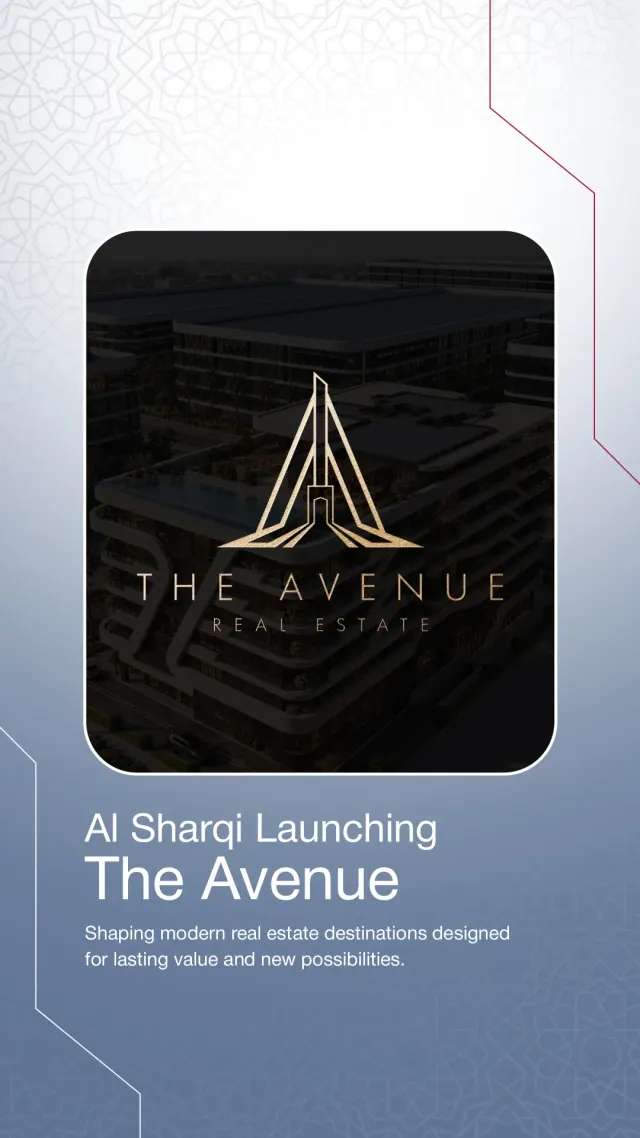 THE AVENUE
REAL ESTATE
Al Sharqi Launching
The Avenue
Shaping modern real estate destinations designed
for lasting value and new possibilities.